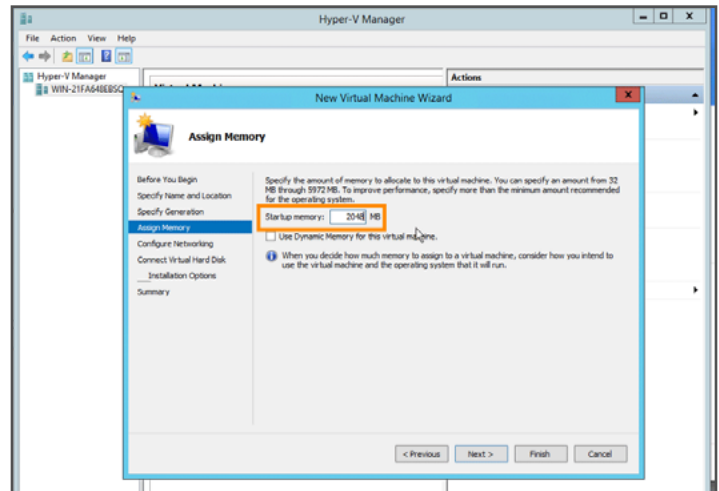 Hyper-V Manager
File Action View Help
Hyper-V Manager
Actions
New Virtual Machine Wizard
Assign Memory
Before You Begin
Specify Name and Location
Specify Generation
Assign Memory
Configure Networking
Connect Virtual Hard Disk
Installation Options
Summary
Specify the amount of memory to allocate to this virtual machine. You can specify an amount from 32
MB through 5972 MB. To improve performance, specify more than the minimum amount recommended
for the operating system.
Startup memory: 2048 MB
Use Dynamic Memory for this virtual machine.
When you decide how much memory to assign to a virtual machine, consider how you intend to
use the virtual machine and the operating system that it will run.
< Previous Next > Finish Cancel